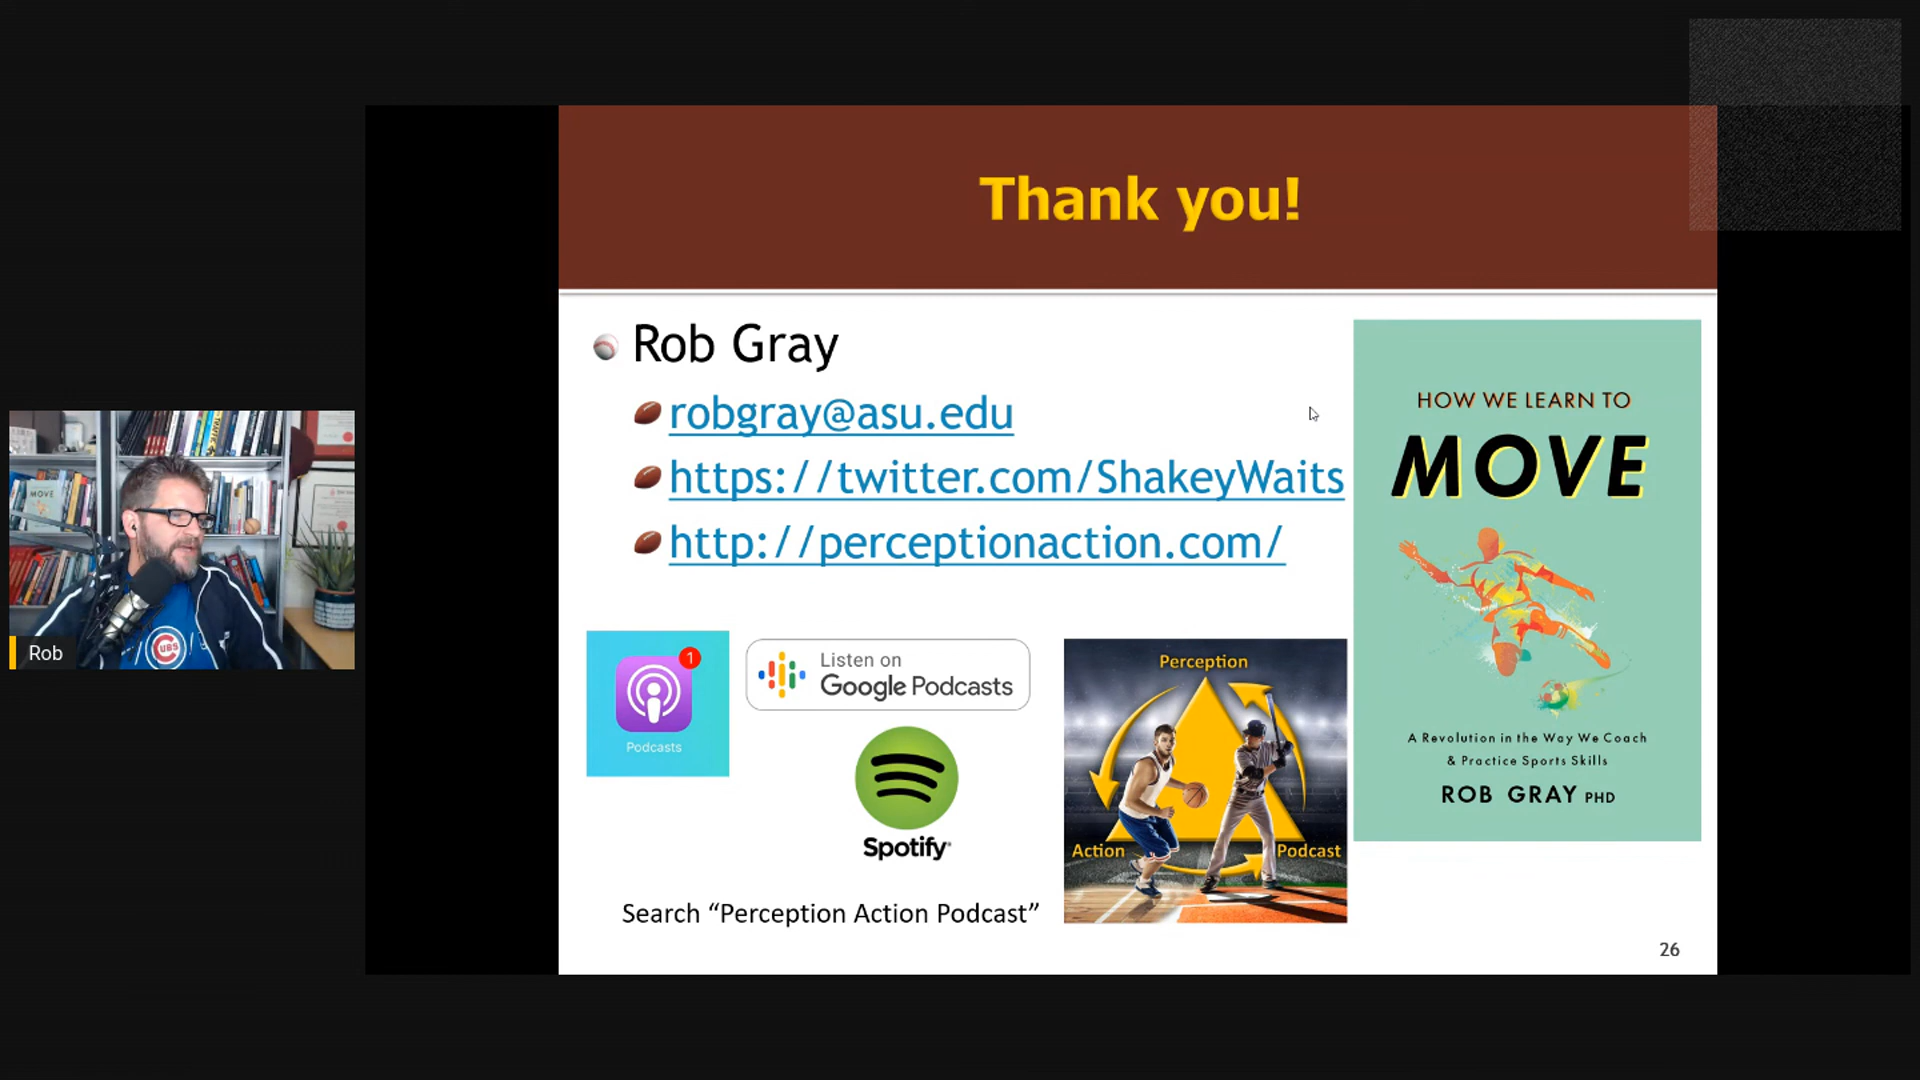 Thank you!
Rob Gray
robgray@asu.edu
https://twitter.com/ShakeyWaits
http://perceptionaction.com/
HOW WE LEARN TO
MOVE
A Revolution in the Way We Coach
& Practice Sports Skills
ROB GRAY PHD
MOVE
CUBS
Rob
1
Podcasts
Listen on
Google Podcasts
Spotify
Perception
Action
Podcast
Search “Perception Action Podcast”
26